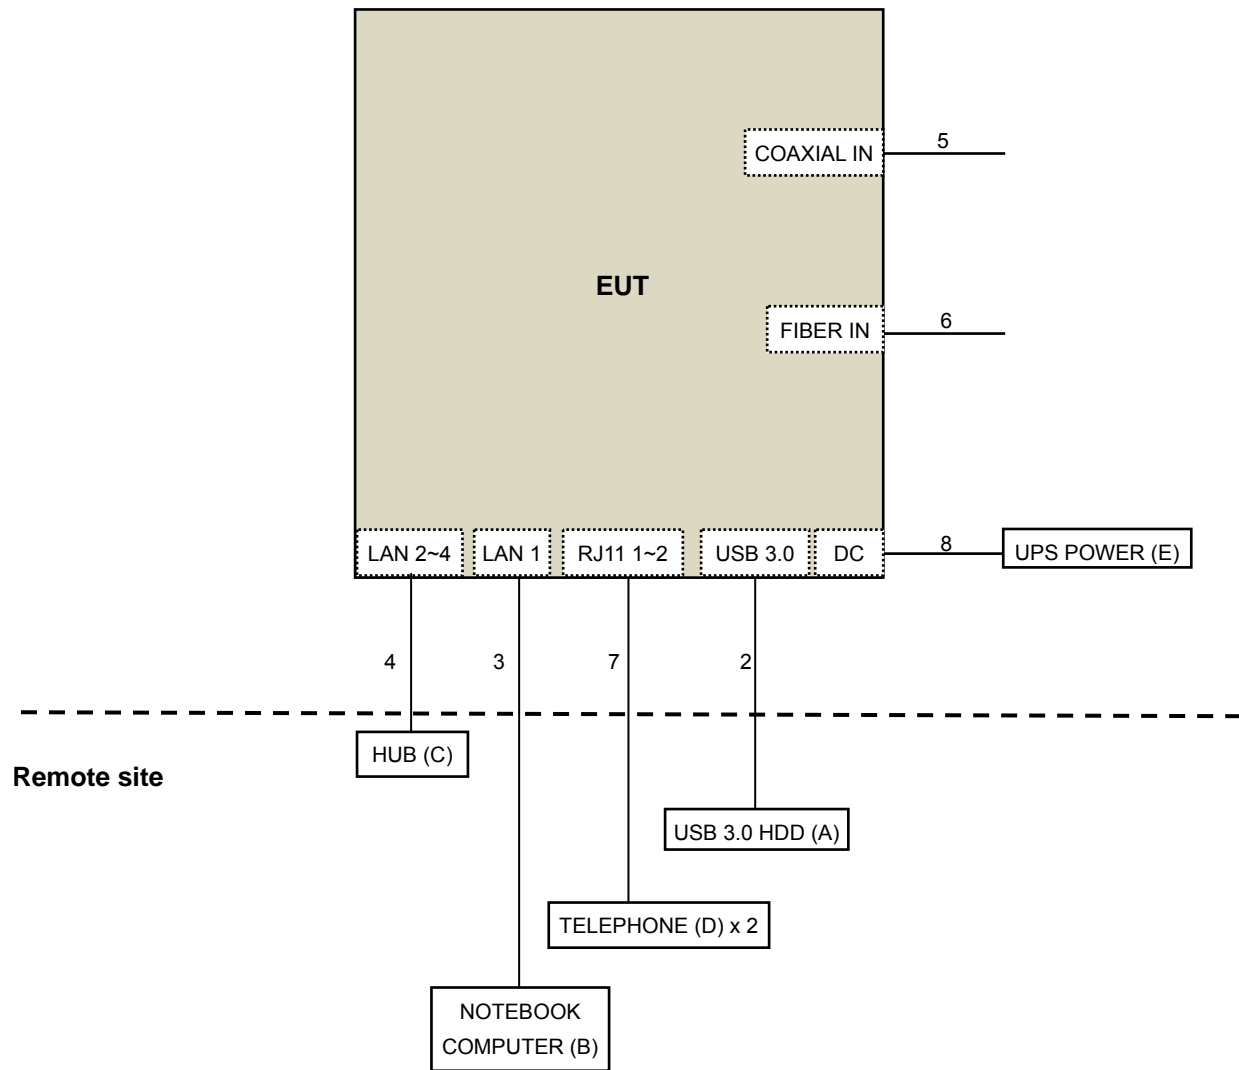 COAXIAL IN
5
EUT
FIBER IN
6
LAN 2~4
LAN 1
RJ11 1~2
USB 3.0
DC
8
UPS POWER (E)
4
3
7
2
HUB (C)
Remote site
USB 3.0 HDD (A)
TELEPHONE (D) x 2
NOTEBOOK
COMPUTER (B)